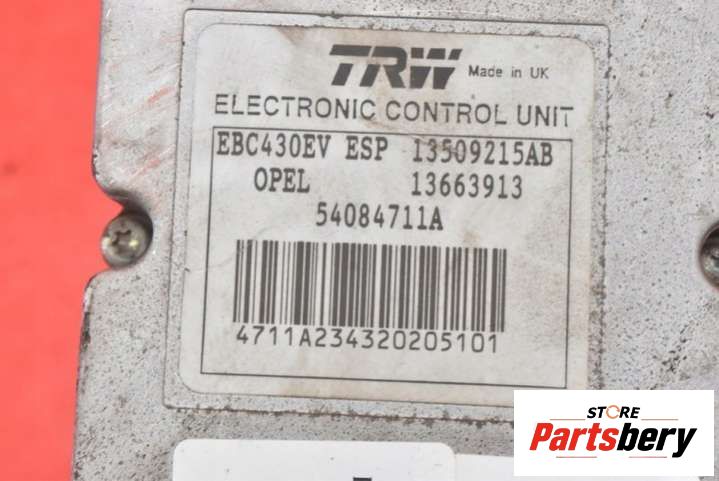 TRW Made in UK
ELECTRONIC CONTROL UNIT
EBC430EV ESP 13509215AB
OPEL 13663913
54084711A
4711A234320205101
STORE
Partsbery